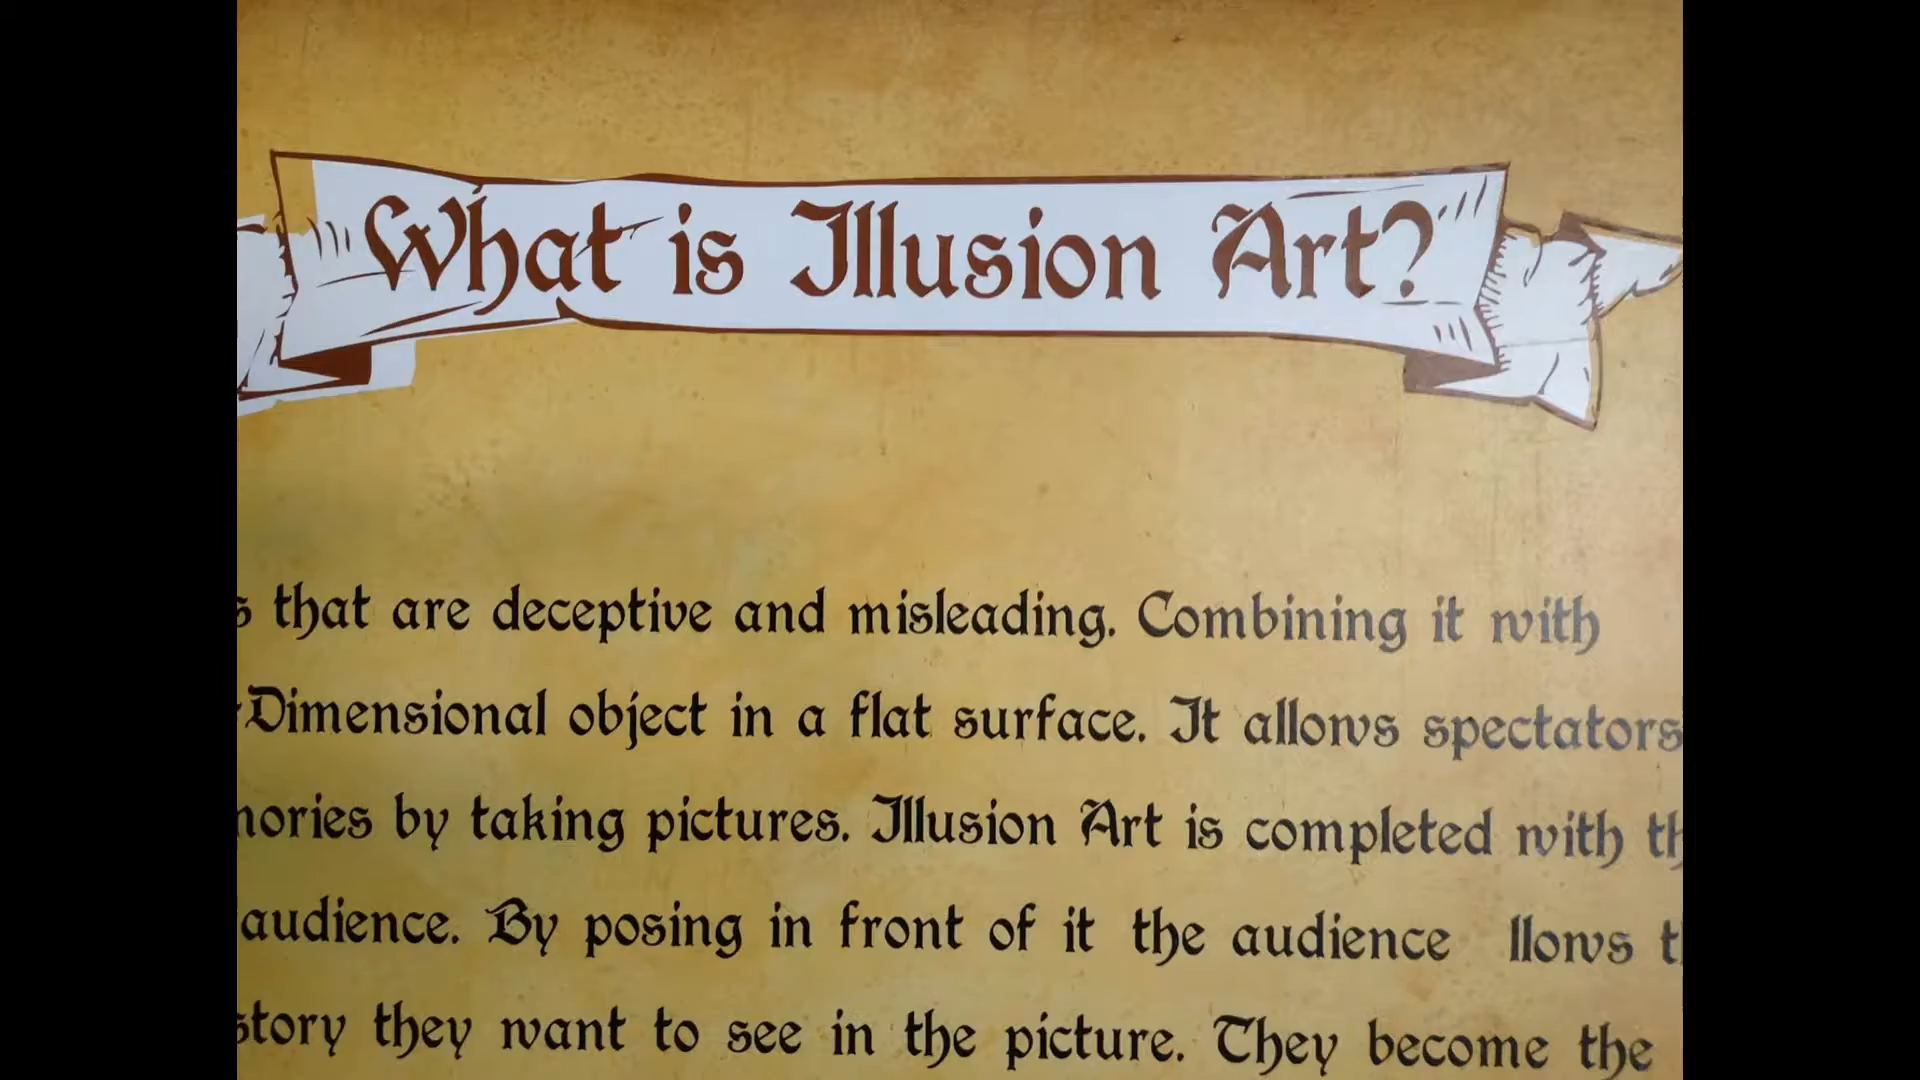 What is Illusion Art?
s that are deceptive and misleading. Combining it with
-Dimensional object in a flat surface. It allows spectators
nories by taking pictures. Illusion Art is completed with th
audience. By posing in front of it the audience llows t
story they want to see in the picture. They become the